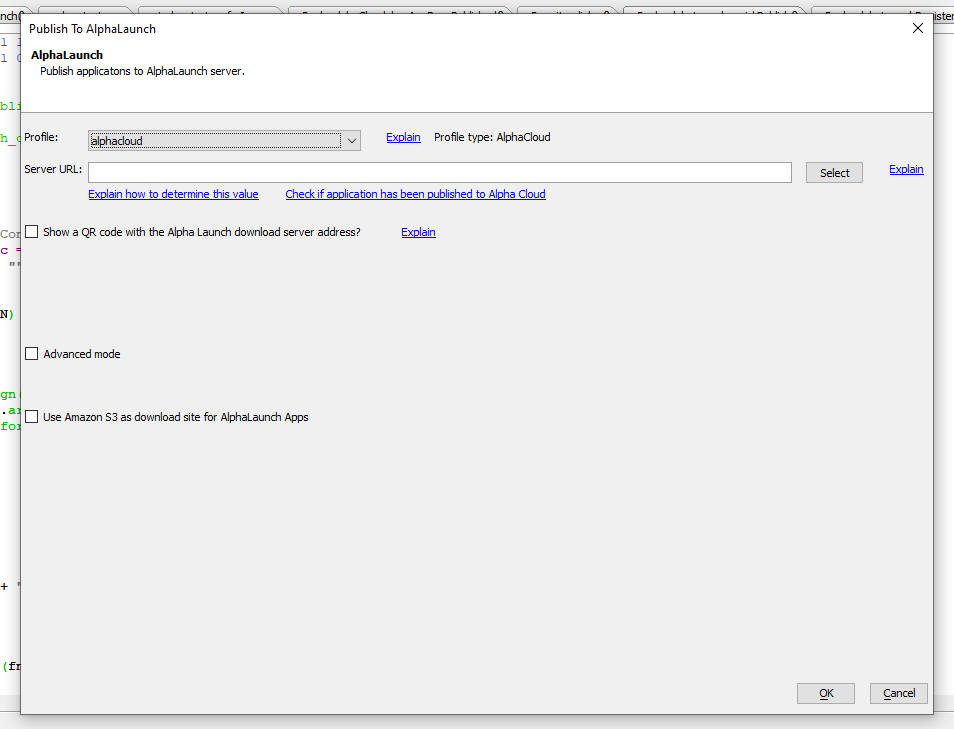 Publish To AlphaLaunch
AlphaLaunch
Publish applicatons to AlphaLaunch server.
Profile: alphacloud Explain Profile type: AlphaCloud
Server URL: Select Explain
Explain how to determine this value Check if application has been published to Alpha Cloud
Show a QR code with the Alpha Launch download server address? Explain
Advanced mode
Use Amazon S3 as download site for AlphaLaunch Apps
OK Cancel